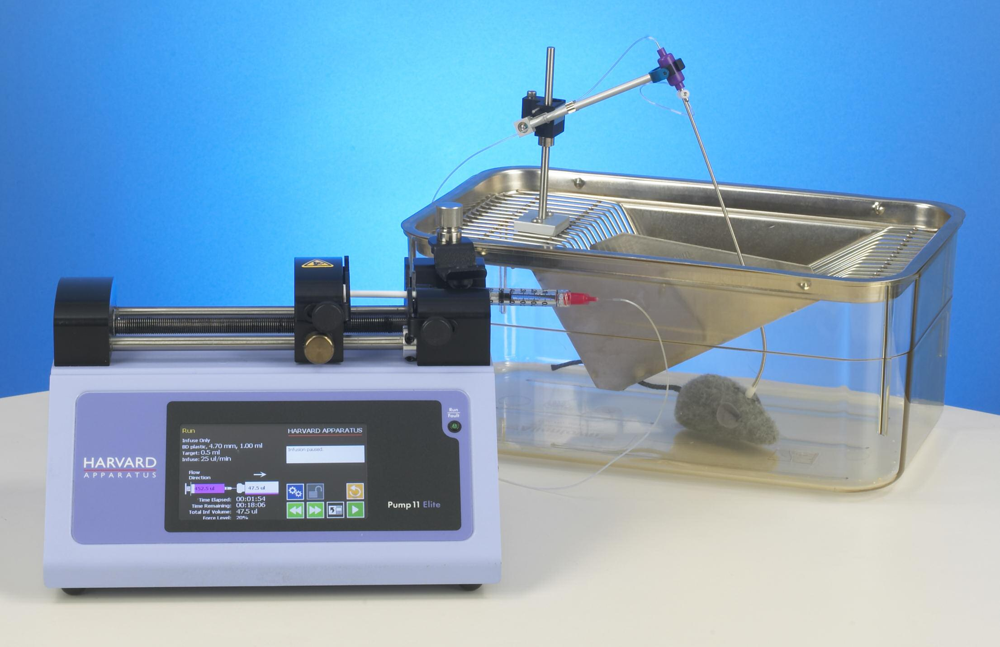 Run
HARVARD APPARATUS
Infuse Only
BD plastic, 4.70 mm, 1.00 ml
Target: 0.5 ml
Infuse: 25 ul/min
Infusion paused.
Flow
Direction
452.5 ul
47.5 ul
Time Elapsed: 00:01:54
Time Remaining: 00:18:06
Total Inf Volume: 47.5 ul
Force Level: 20%
HARVARD
APPARATUS
Run
Fault
Pump 11 Elite